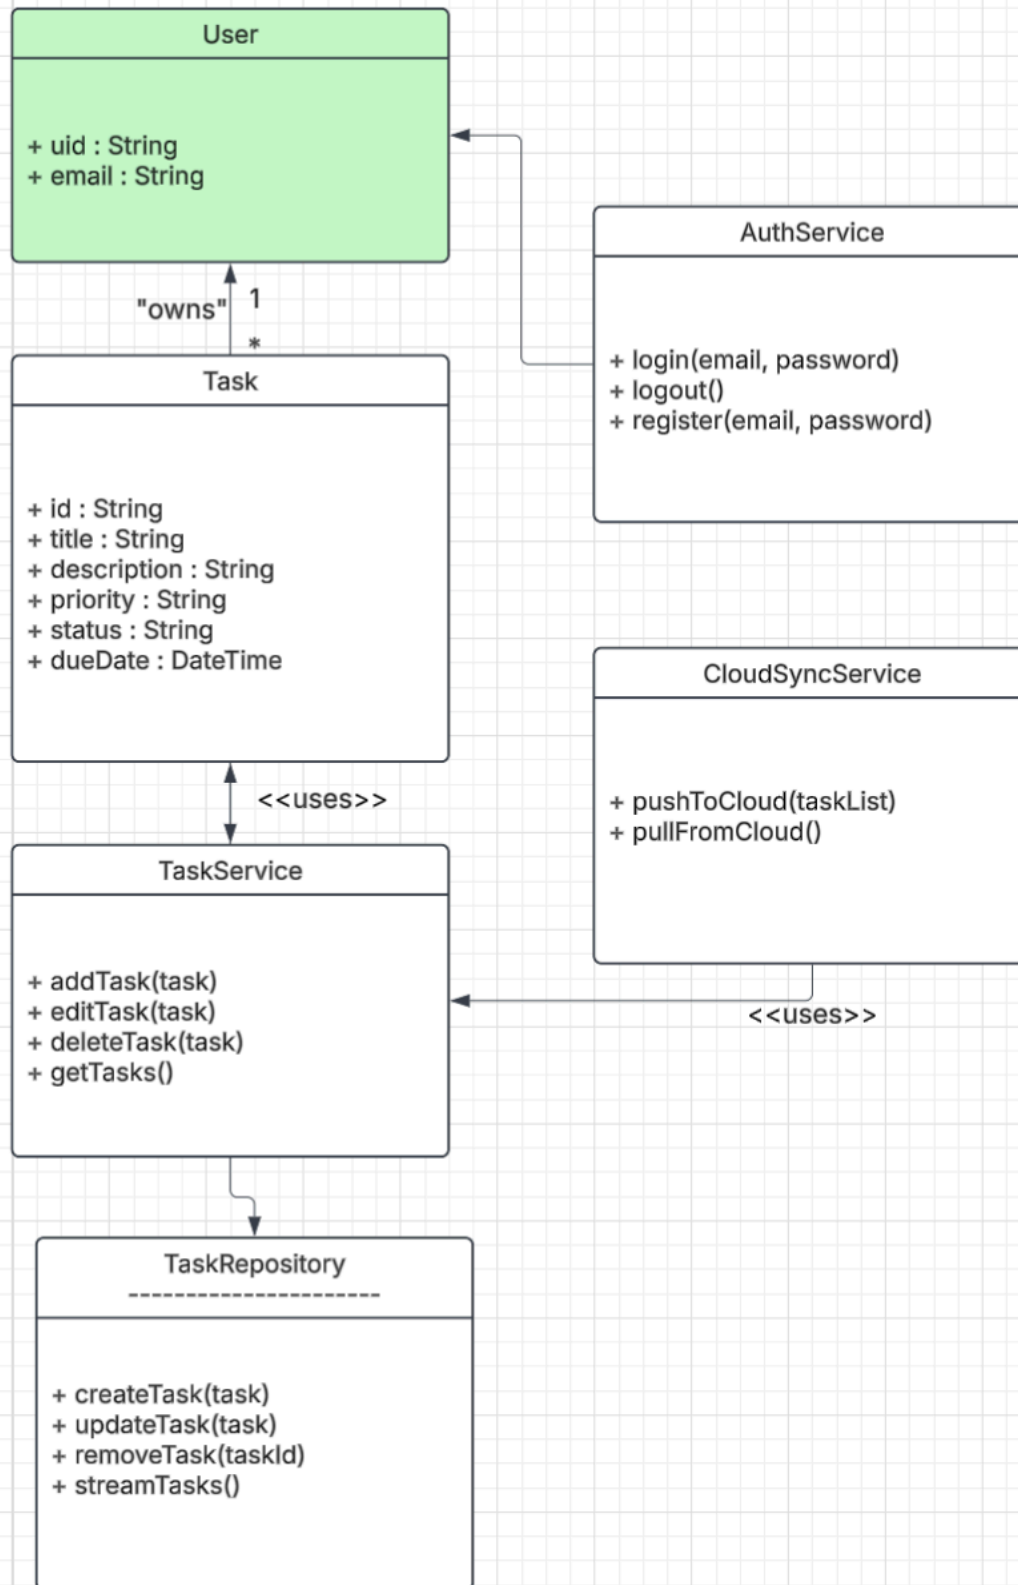 User
+ uid : String
+ email : String
"owns"
1
*
Task
+ id : String
+ title : String
+ description : String
+ priority : String
+ status : String
+ dueDate : DateTime
<<uses>>
TaskService
+ addTask(task)
+ editTask(task)
+ deleteTask(task)
+ getTasks()
TaskRepository
----------------------
+ createTask(task)
+ updateTask(task)
+ removeTask(taskId)
+ streamTasks()
AuthService
+ login(email, password)
+ logout()
+ register(email, password)
CloudSyncService
+ pushToCloud(taskList)
+ pullFromCloud()
<<uses>>